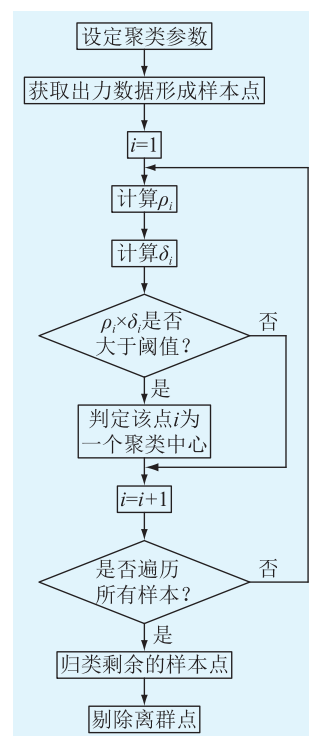 设定聚类参数
获取出力数据形成样本点
i=1
计算ρi
计算δi
ρi×δi是否
大于阈值？
否
是
判定该点i为
一个聚类中心
i=i+1
是否遍历
所有样本？
否
是
归类剩余的样本点
剔除离群点